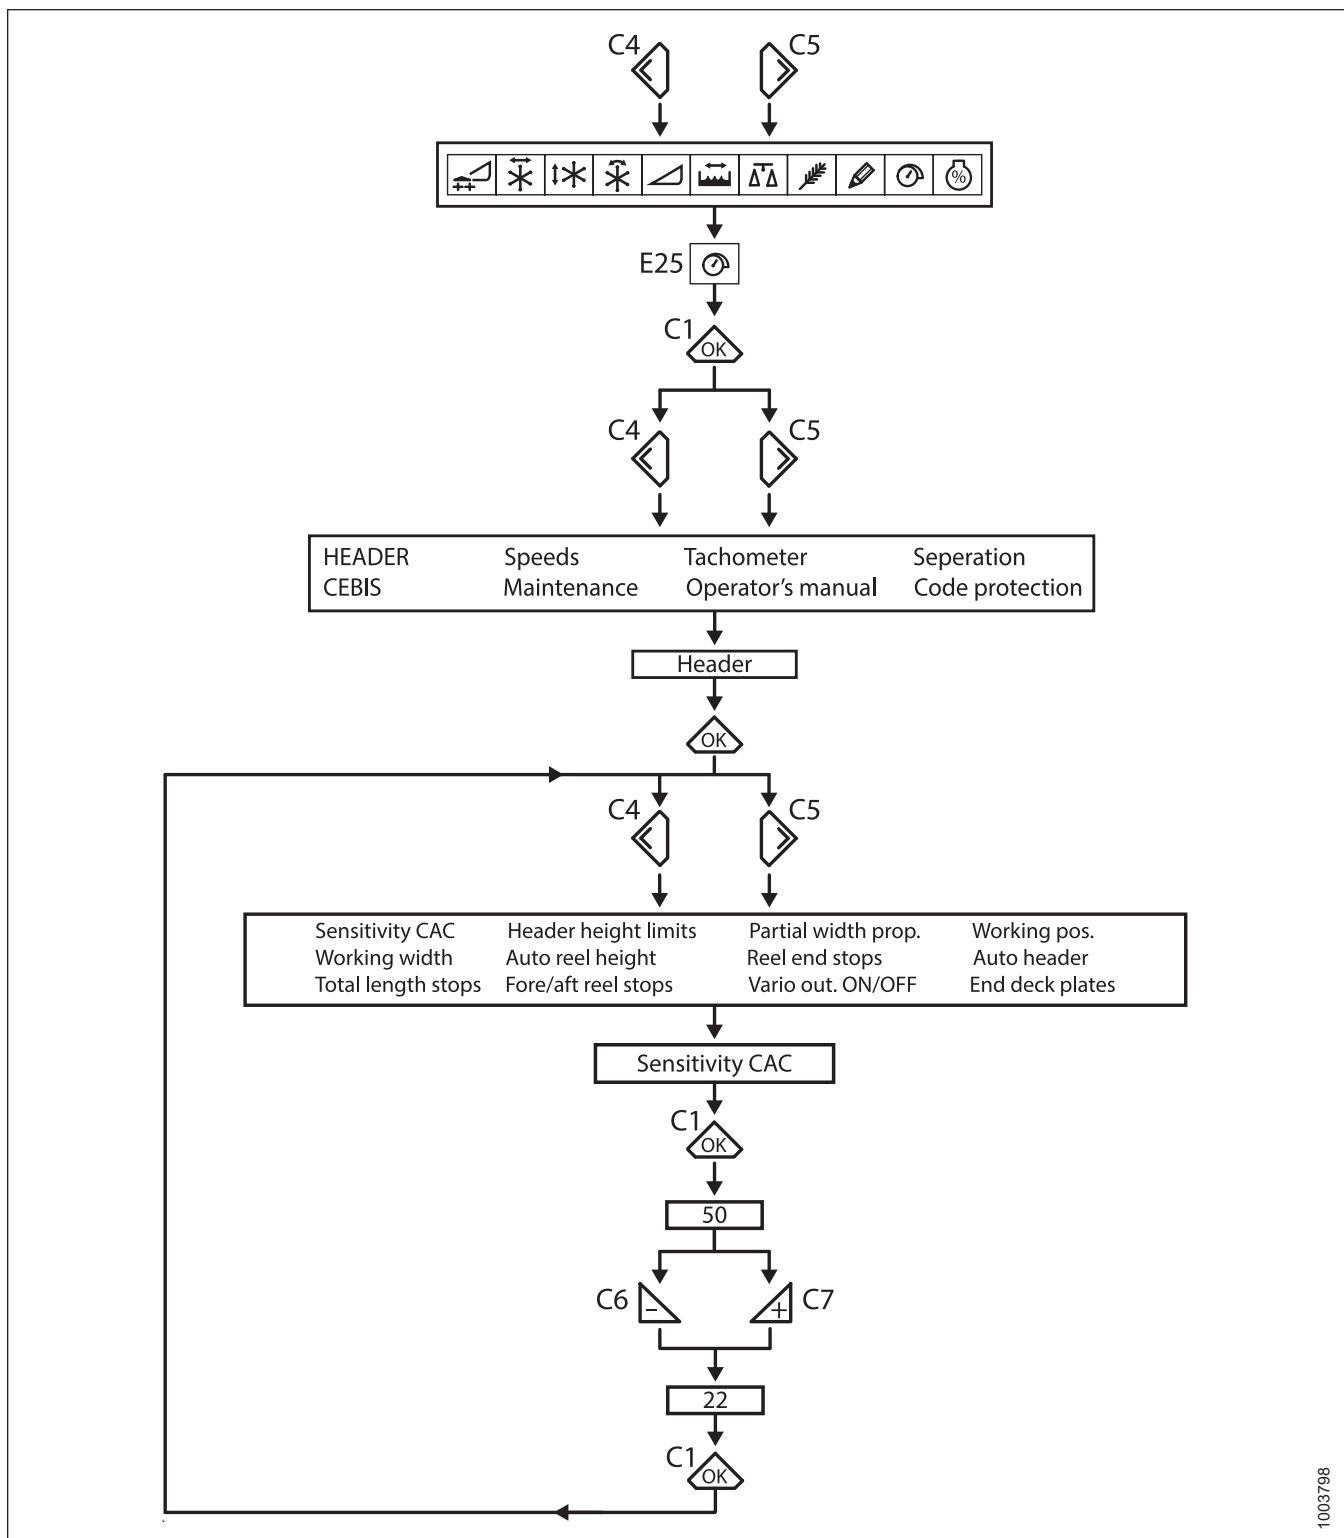 C4 C5
%
E25
C1
OK
C4 C5
HEADER Speeds Tachometer Seperation
CEBIS Maintenance Operator's manual Code protection
Header
OK
C4 C5
Sensitivity CAC Header height limits Partial width prop. Working pos.
Working width Auto reel height Reel end stops Auto header
Total length stops Fore/aft reel stops Vario out. ON/OFF End deck plates
Sensitivity CAC
C1
OK
50
C6 - + C7
22
C1
OK
1003798